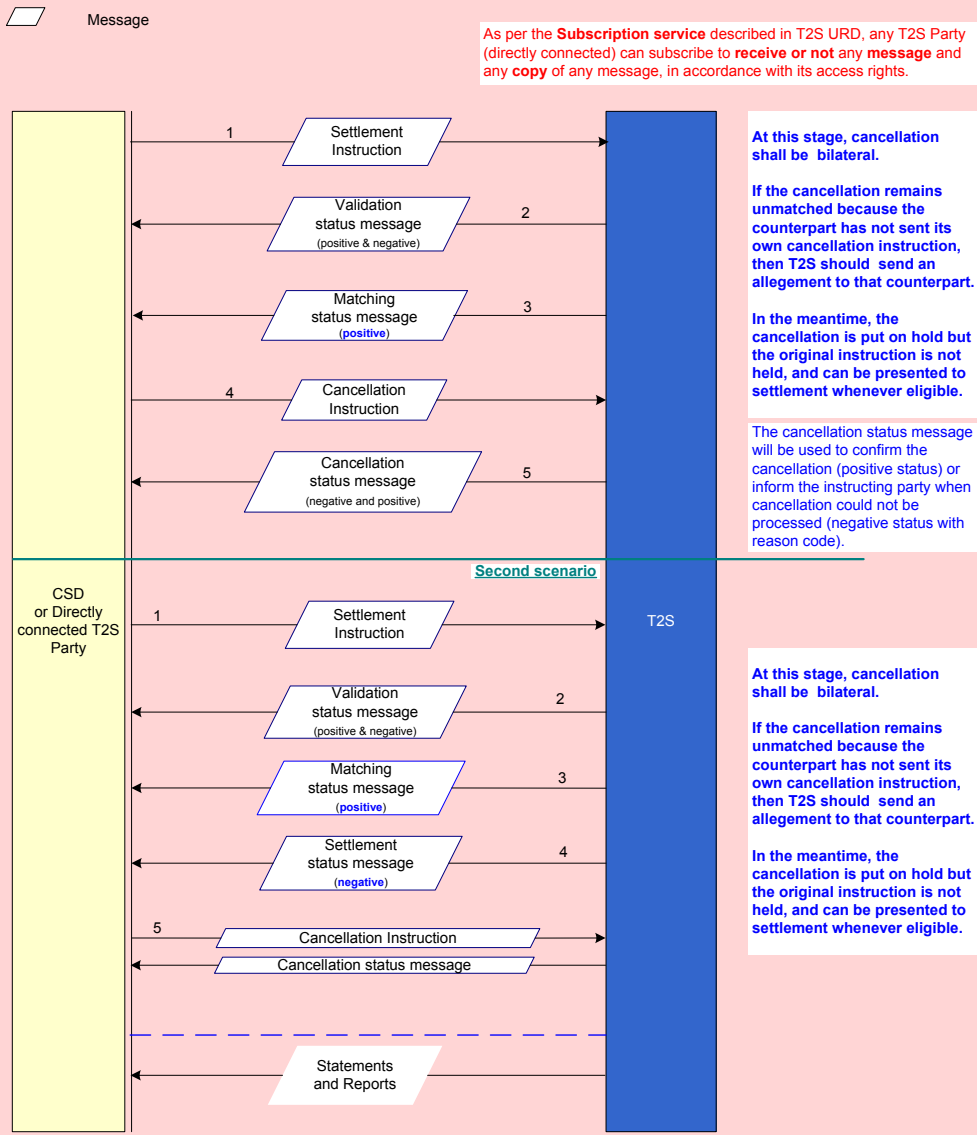 Message
As per the Subscription service described in T2S URD, any T2S Party
(directly connected) can subscribe to receive or not any message and
any copy of any message, in accordance with its access rights.
1
Settlement
Instruction
Validation
status message
(positive & negative)
2
Matching
status message
(positive)
3
4
Cancellation
Instruction
Cancellation
status message
(negative and positive)
5
At this stage, cancellation
shall be bilateral.
If the cancellation remains
unmatched because the
counterpart has not sent its
own cancellation instruction,
then T2S should send an
allegement to that counterpart.
In the meantime, the
cancellation is put on hold but
the original instruction is not
held, and can be presented to
settlement whenever eligible.
The cancellation status message
will be used to confirm the
cancellation (positive status) or
inform the instructing party when
cancellation could not be
processed (negative status with
reason code).
Second scenario
CSD
or Directly
connected T2S
Party
T2S
1
Settlement
Instruction
Validation
status message
(positive & negative)
2
Matching
status message
(positive)
3
Settlement
status message
(negative)
4
5
Cancellation Instruction
Cancellation status message
Statements
and Reports
At this stage, cancellation
shall be bilateral.
If the cancellation remains
unmatched because the
counterpart has not sent its
own cancellation instruction,
then T2S should send an
allegement to that counterpart.
In the meantime, the
cancellation is put on hold but
the original instruction is not
held, and can be presented to
settlement whenever eligible.